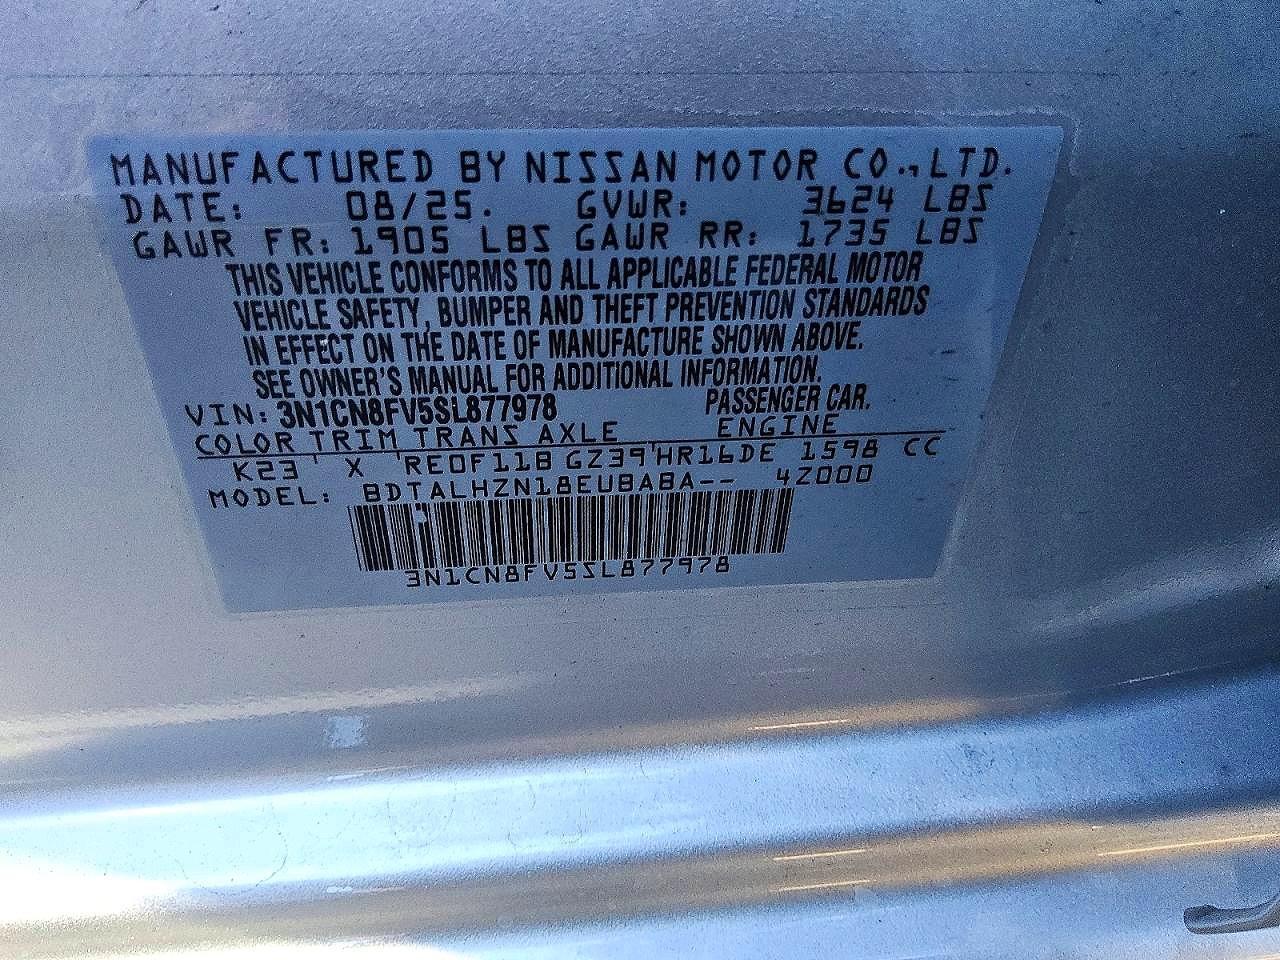 MANUFACTURED BY NISSAN MOTOR CO., LTD.
DATE: 08/25. GVWR: 3624 LBS
GAWR FR: 1905 LBS GAWR RR: 1735 LBS
THIS VEHICLE CONFORMS TO ALL APPLICABLE FEDERAL MOTOR
VEHICLE SAFETY, BUMPER AND THEFT PREVENTION STANDARDS
IN EFFECT ON THE DATE OF MANUFACTURE SHOWN ABOVE.
SEE OWNER'S MANUAL FOR ADDITIONAL INFORMATION.
VIN: 3N1CN8FV5SL877978 PASSENGER CAR.
COLOR TRIM TRANS AXLE ENGINE
K23 X RE0F11B GZ39 HR16DE 1598 CC
MODEL: BDTALHZN18EUBABA-- 4Z000
3N1CN8FV5SL877978